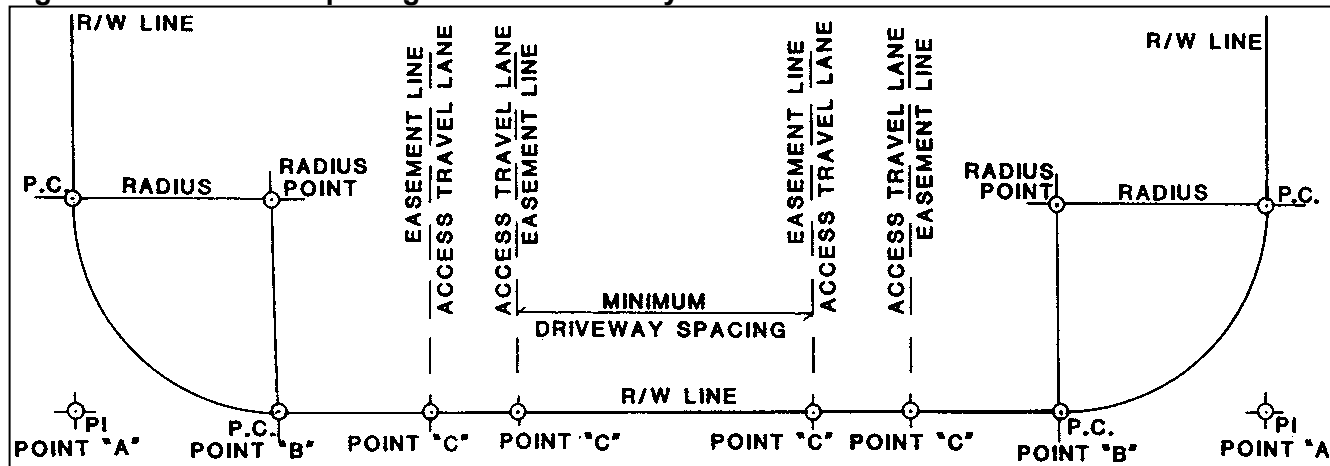 R/W LINE
R/W LINE
EASEMENT LINE
ACCESS TRAVEL LANE
ACCESS TRAVEL LANE
EASEMENT LINE
EASEMENT LINE
ACCESS TRAVEL LANE
ACCESS TRAVEL LANE
EASEMENT LINE
P.C.
RADIUS
RADIUS
POINT
RADIUS
POINT
RADIUS
P.C.
MINIMUM
DRIVEWAY SPACING
R/W LINE
PI
POINT "A"
P.C.
POINT "B"
POINT "C"
POINT "C"
POINT "C"
POINT "C"
P.C.
POINT "B"
PI
POINT "A